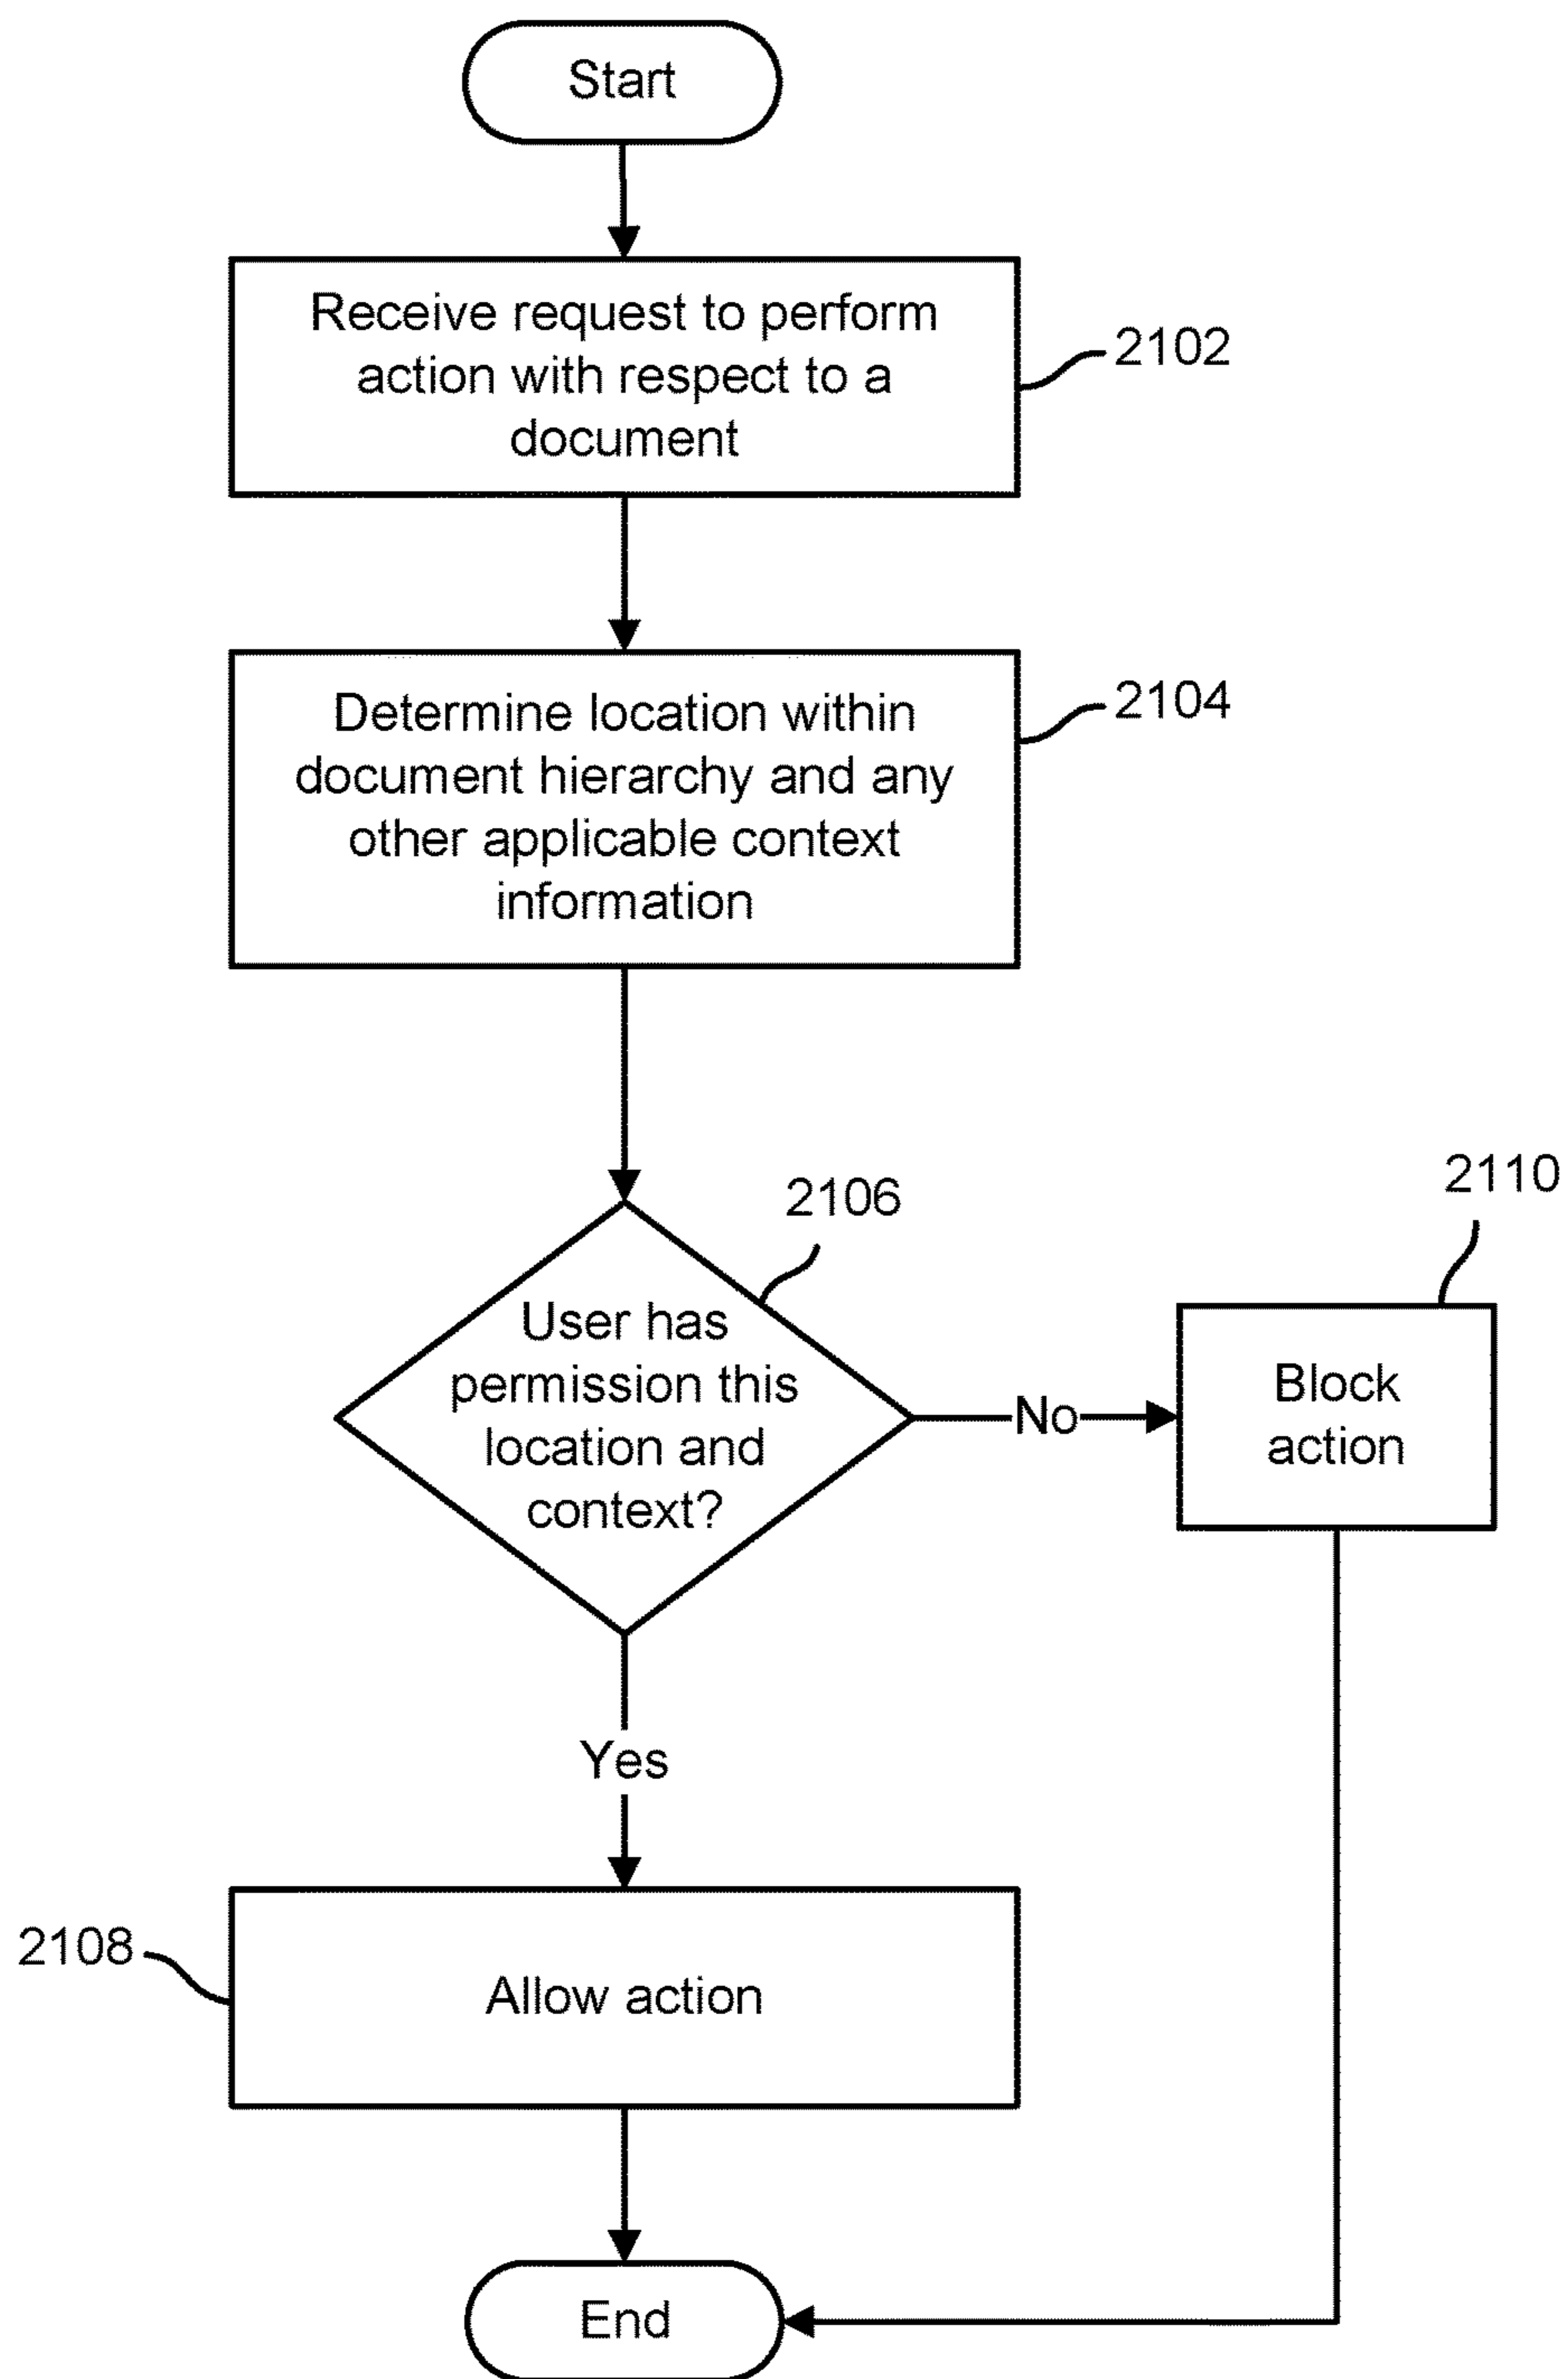 Start
Receive request to perform
action with respect to a
document
2102
Determine location within
document hierarchy and any
other applicable context
information
2104
2106
User has
permission this
location and
context?
No
2110
Block
action
Yes
2108
Allow action
End